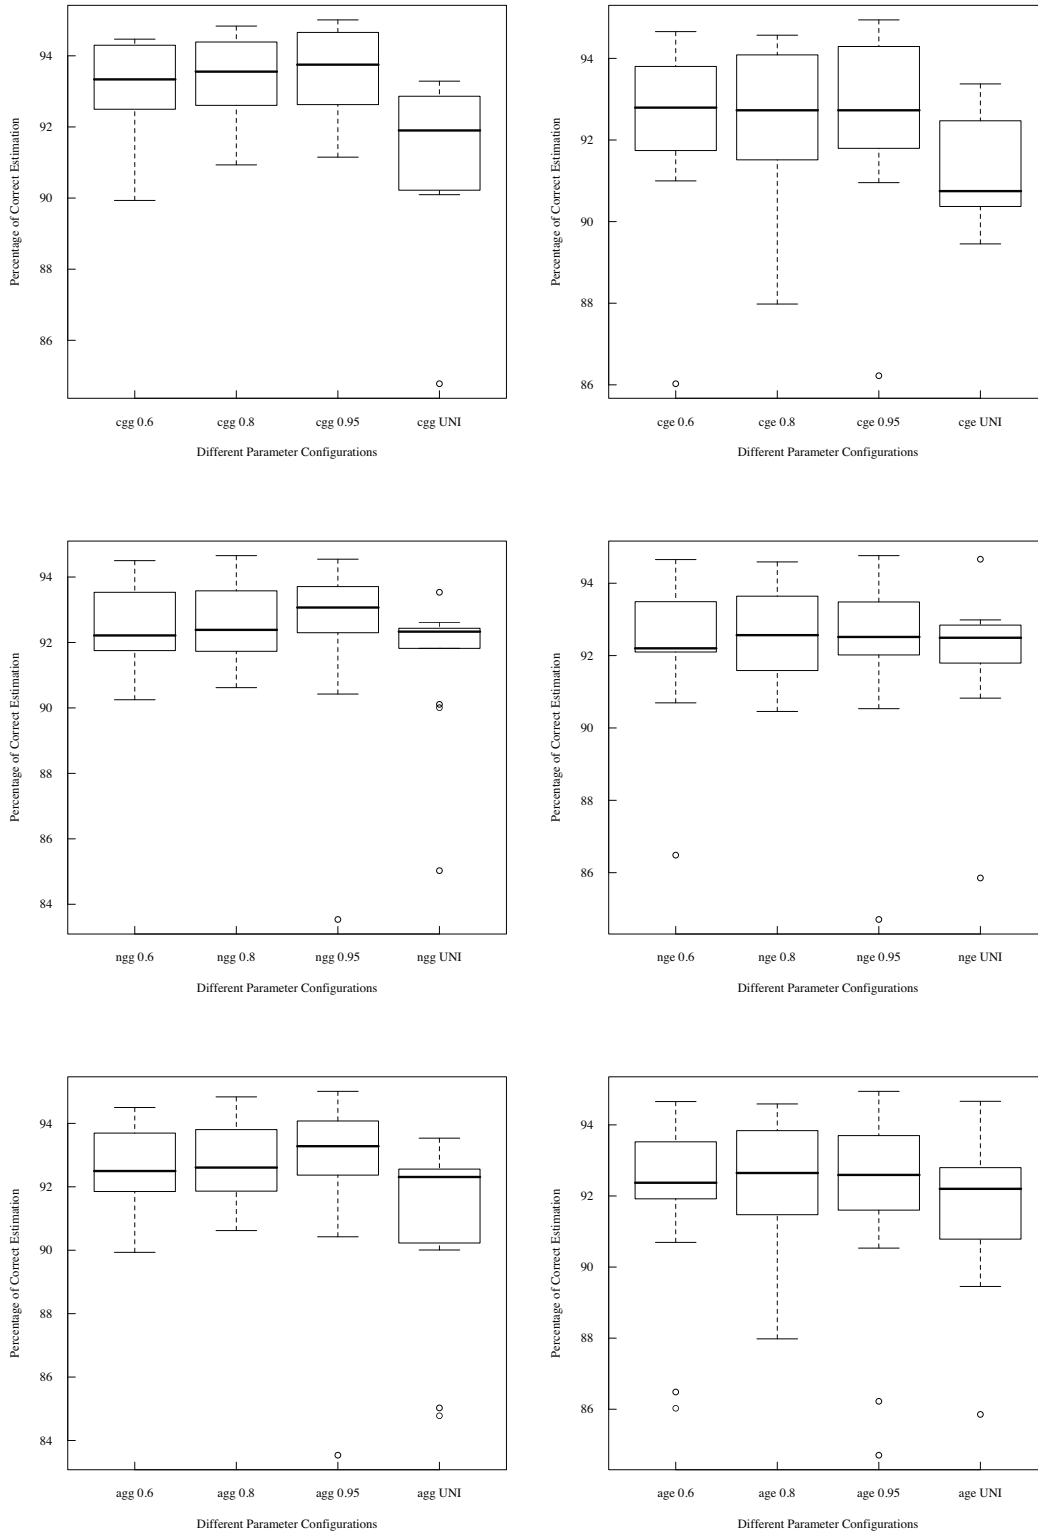 Percentage of Correct Estimation
94
92
90
88
86
cgg 0.6 cgg 0.8 cgg 0.95 cgg UNI
Different Parameter Configurations
Percentage of Correct Estimation
94
92
90
88
86
cge 0.6 cge 0.8 cge 0.95 cge UNI
Different Parameter Configurations
Percentage of Correct Estimation
94
92
90
88
86
84
ngg 0.6 ngg 0.8 ngg 0.95 ngg UNI
Different Parameter Configurations
Percentage of Correct Estimation
94
92
90
88
86
nge 0.6 nge 0.8 nge 0.95 nge UNI
Different Parameter Configurations
Percentage of Correct Estimation
94
92
90
88
86
84
agg 0.6 agg 0.8 agg 0.95 agg UNI
Different Parameter Configurations
Percentage of Correct Estimation
94
92
90
88
86
age 0.6 age 0.8 age 0.95 age UNI
Different Parameter Configurations